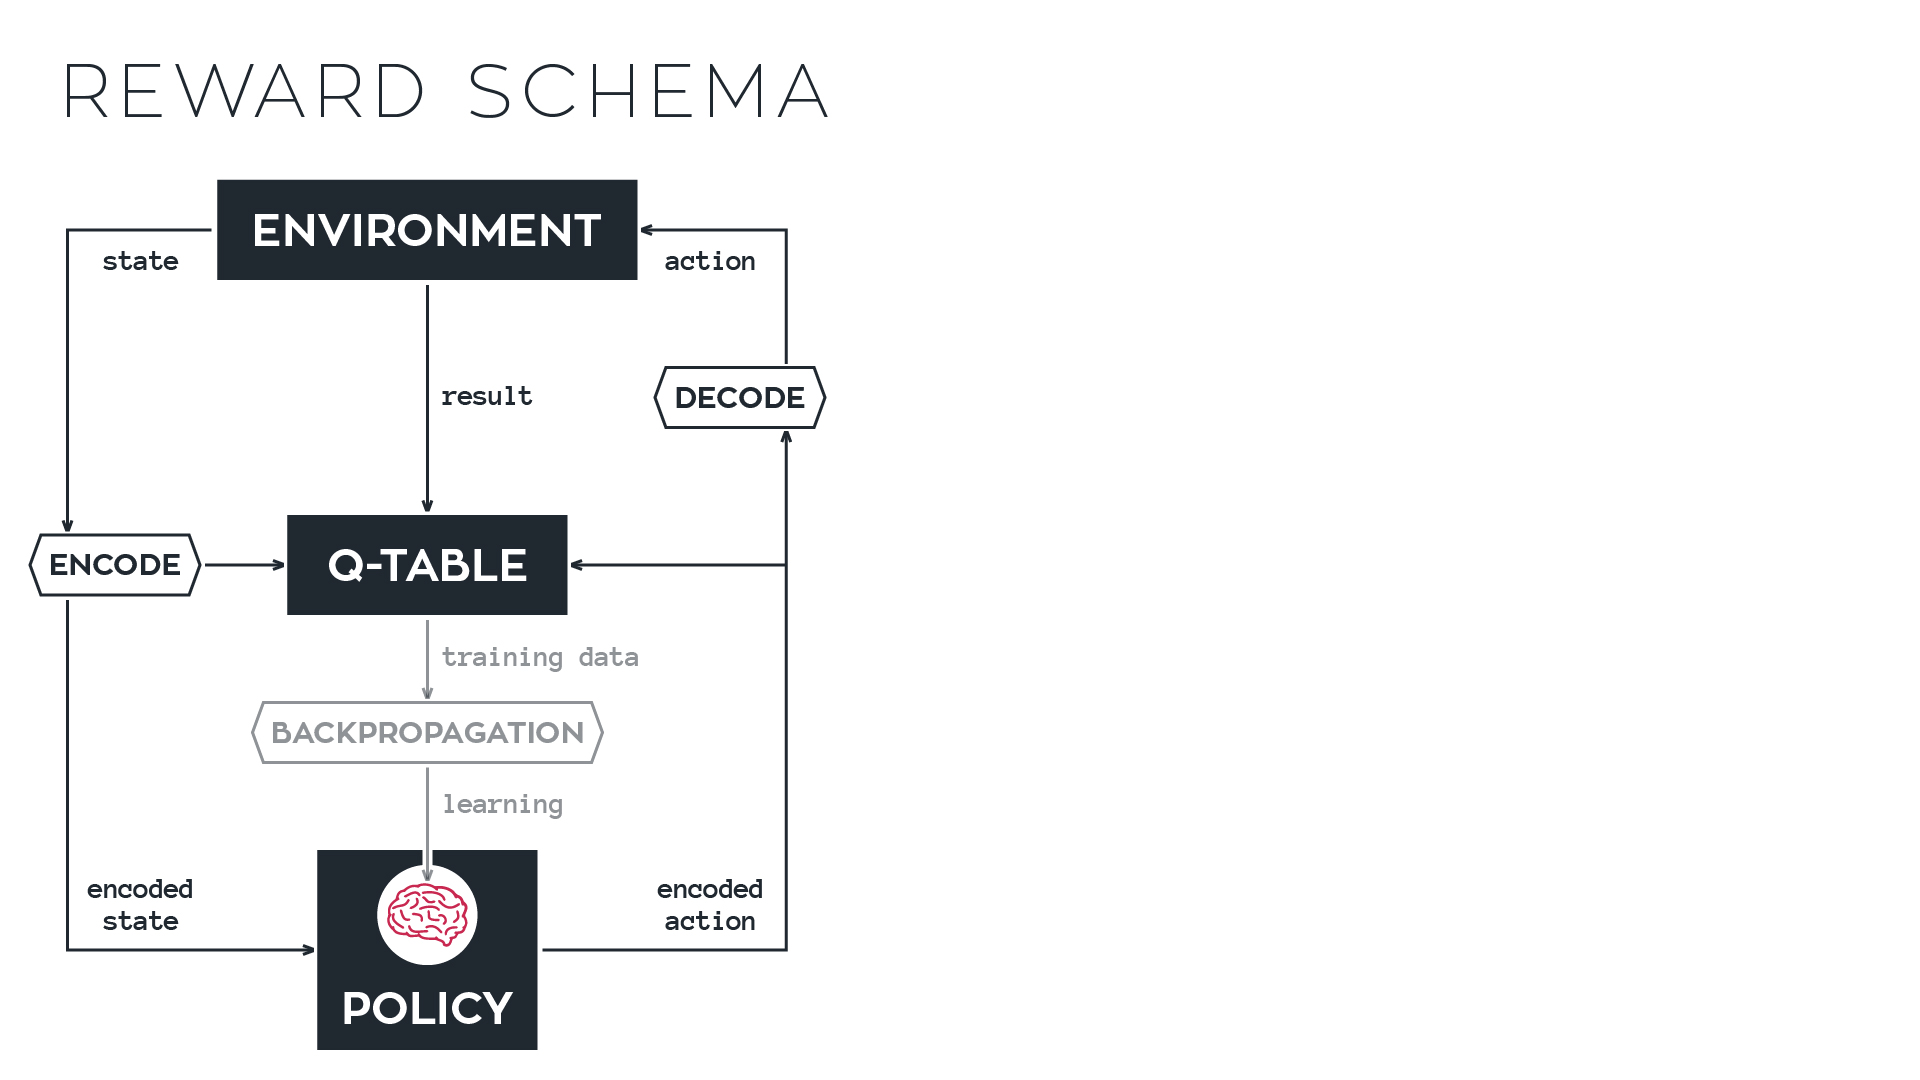 REWARD SCHEMA
ENVIRONMENT
state
action
result
DECODE
ENCODE
Q-TABLE
training data
BACKPROPAGATION
learning
encoded
state
encoded
action
POLICY